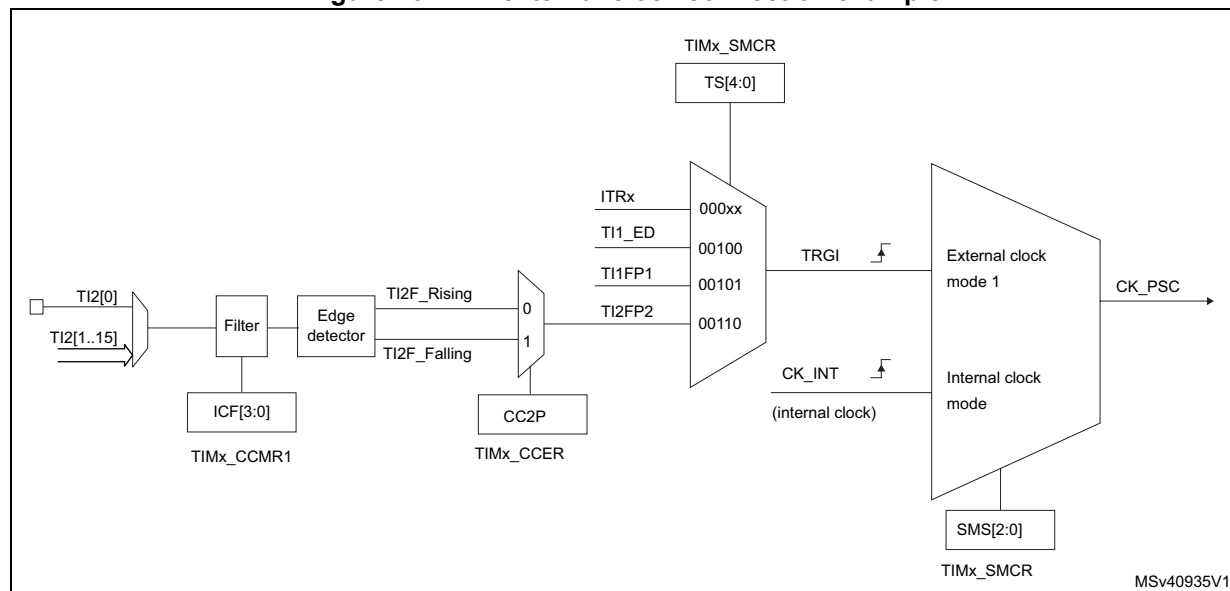 TIMx_SMCR
TS[4:0]
ITRx
000xx
TI1_ED
00100
TI1FP1
00101
TI2FP2
00110
TRGI
External clock
mode 1
CK_PSC
TI2[0]
TI2[1..15]
Filter
Edge
detector
TI2F_Rising
0
TI2F_Falling
1
CK_INT
(internal clock)
Internal clock
mode
ICF[3:0]
TIMx_CCMR1
CC2P
TIMx_CCER
SMS[2:0]
TIMx_SMCR
MSv40935V1